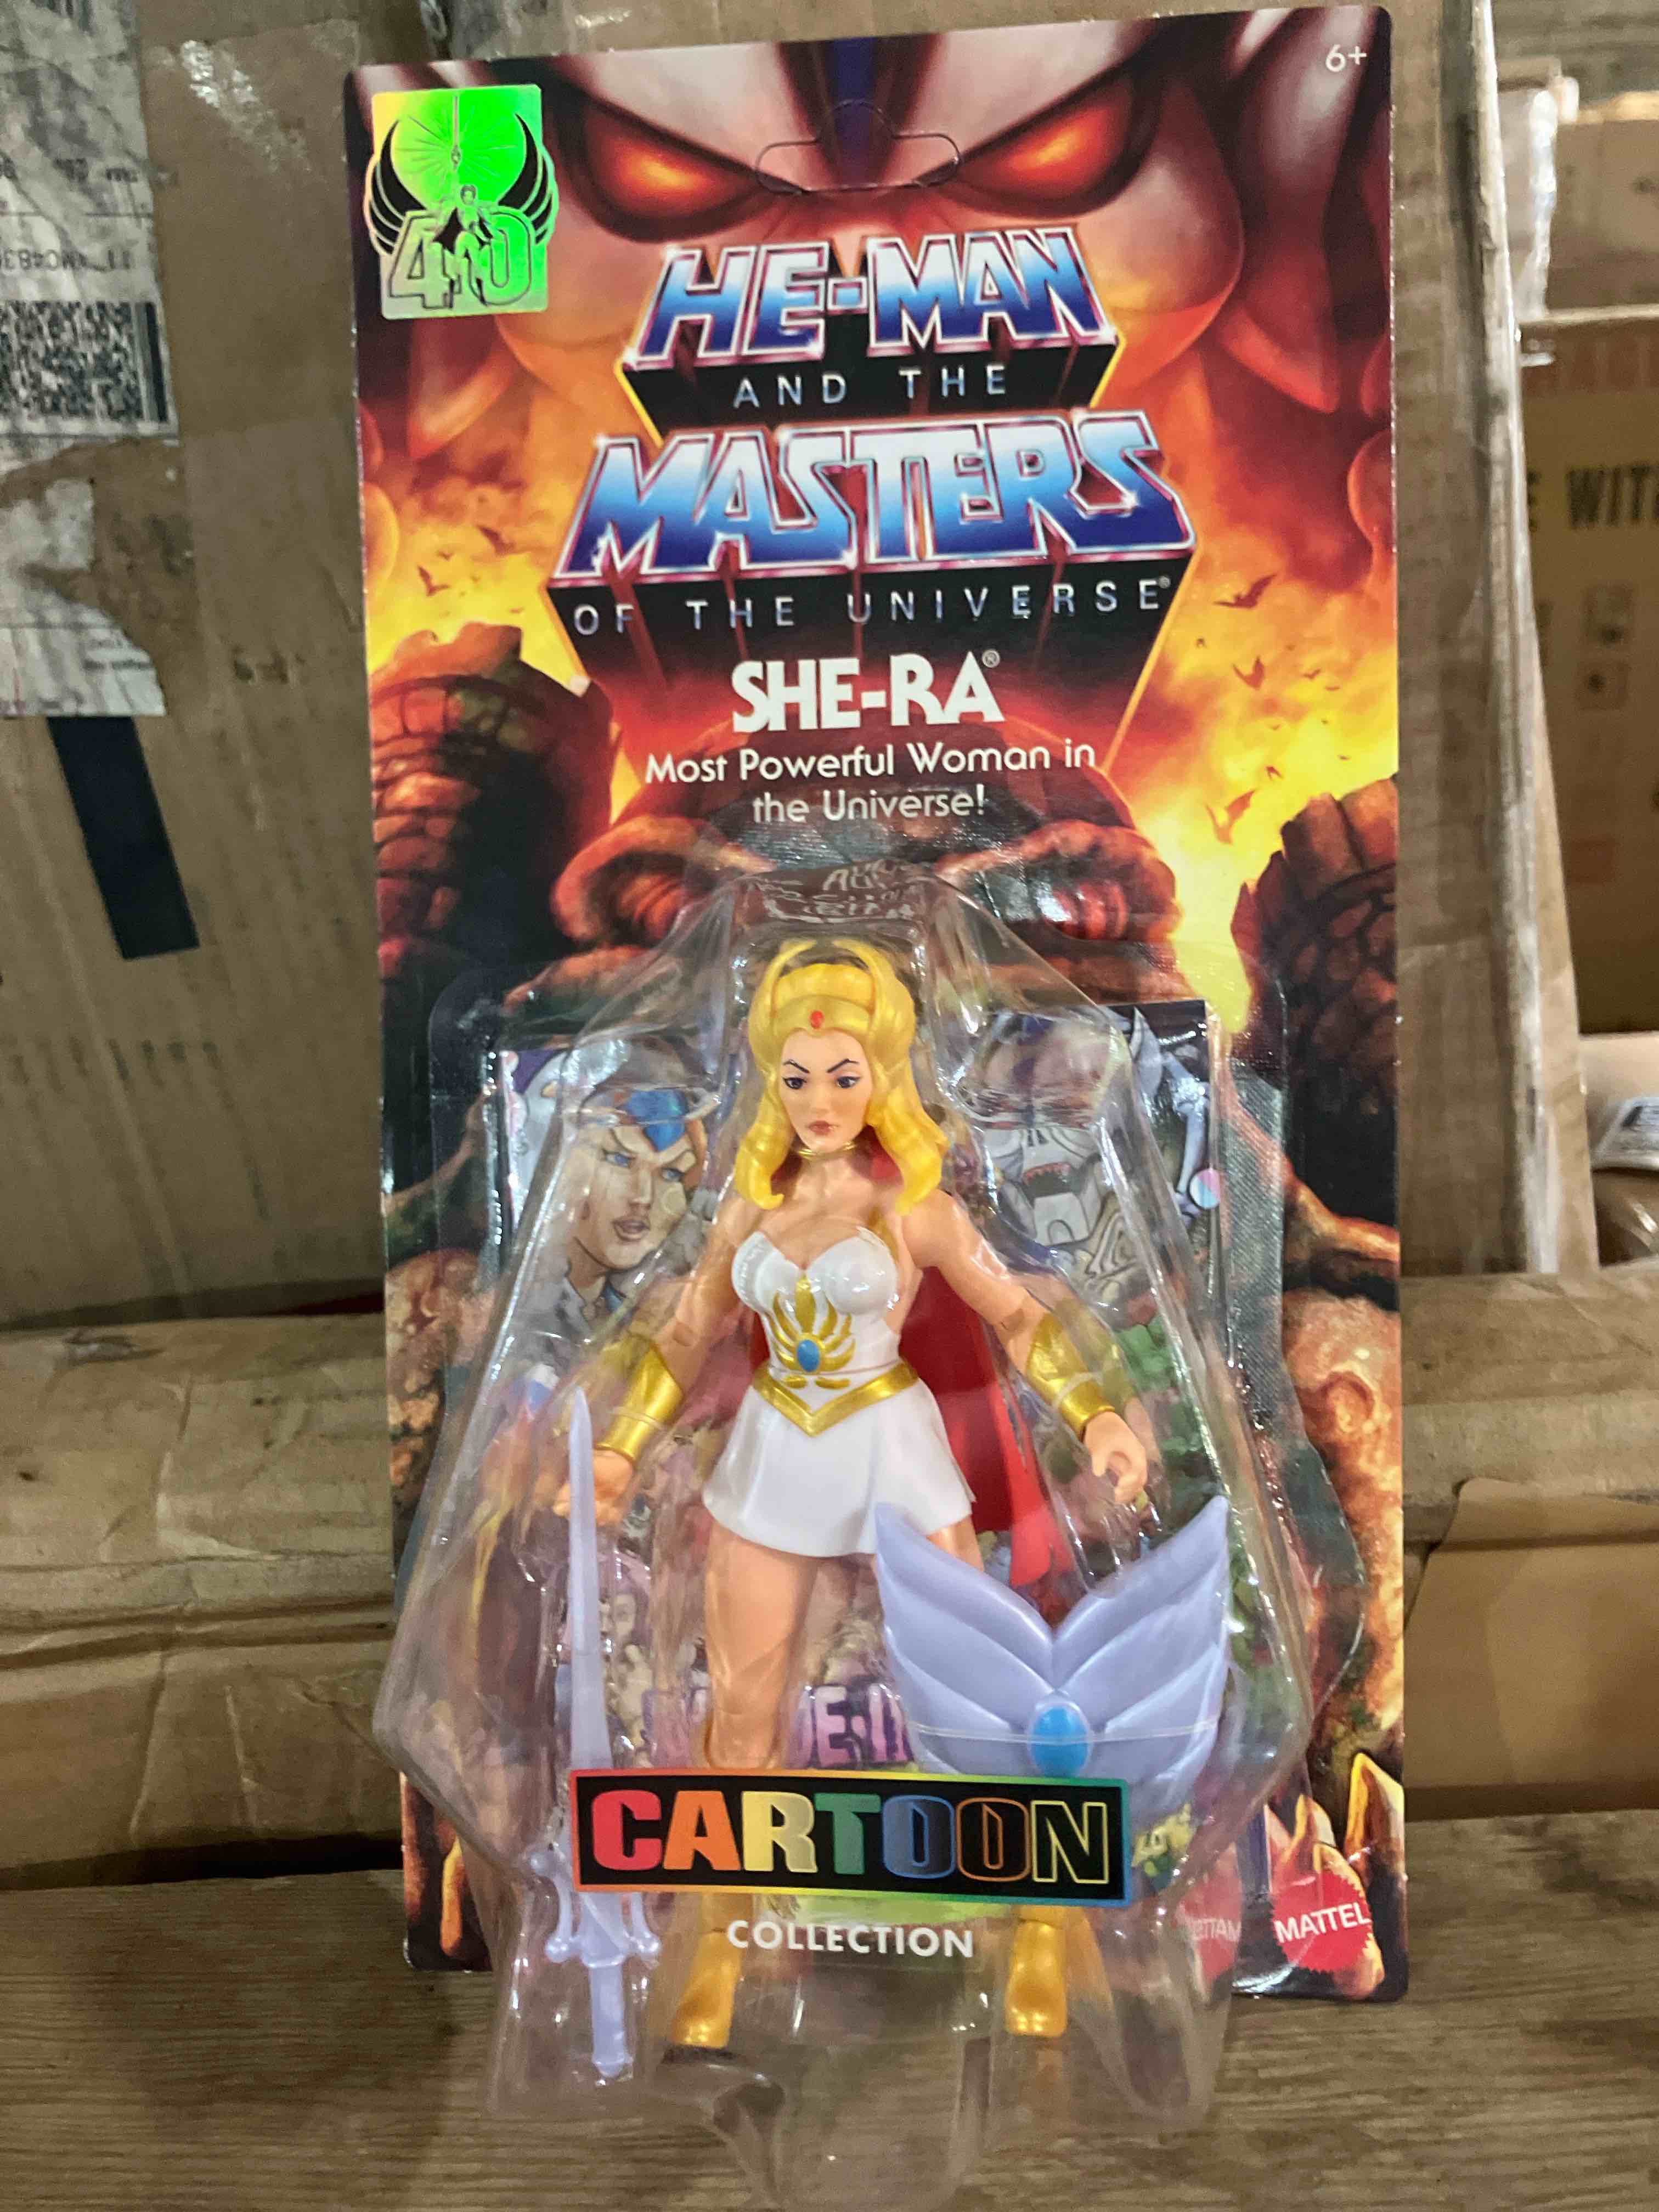 6+
40
HE-MAN
AND THE
MASTERS
OF THE UNIVERSE®
SHE-RA®
Most Powerful Woman in
the Universe!
WITH
CARTOON
COLLECTION
MATTEL